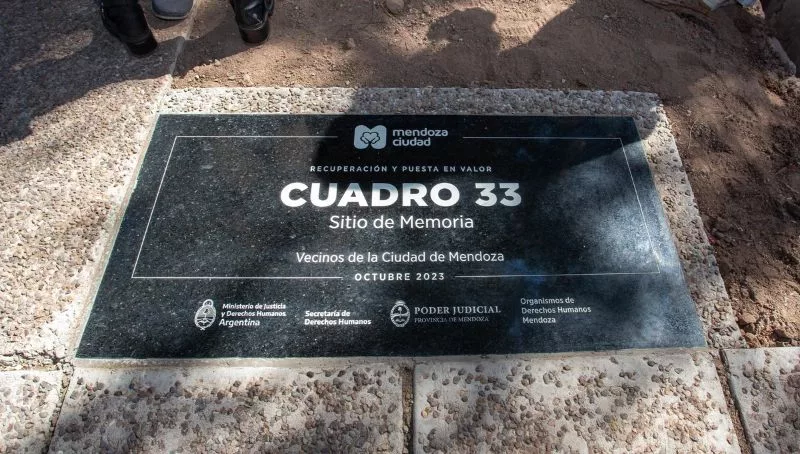 mendoza
ciudad
RECUPERACIÓN Y PUESTA EN VALOR
CUADRO 33
Sitio de Memoria
Vecinos de la Ciudad de Mendoza
OCTUBRE 2023
Ministerio de Justicia
y Derechos Humanos
Argentina
Secretaría de
Derechos Humanos
PODER JUDICIAL
PROVINCIA DE MENDOZA
Organismos de
Derechos Humanos
Mendoza